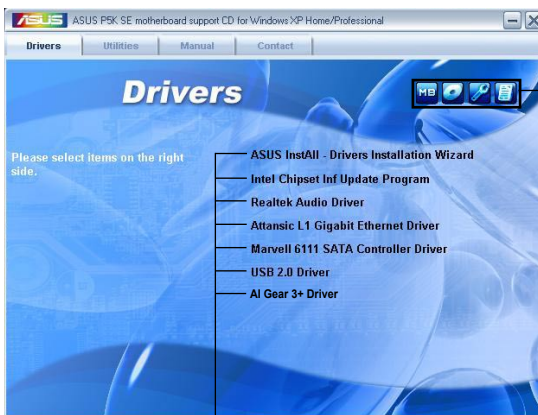 ASUS ASUS P5K SE motherboard support CD for Windows XP Home/Professional
Drivers Utilities Manual Contact
Drivers
MB
Please select items on the right
side.
ASUS InstAll - Drivers Installation Wizard
Intel Chipset Inf Update Program
Realtek Audio Driver
Attansic L1 Gigabit Ethernet Driver
Marvell 6111 SATA Controller Driver
USB 2.0 Driver
AI Gear 3+ Driver